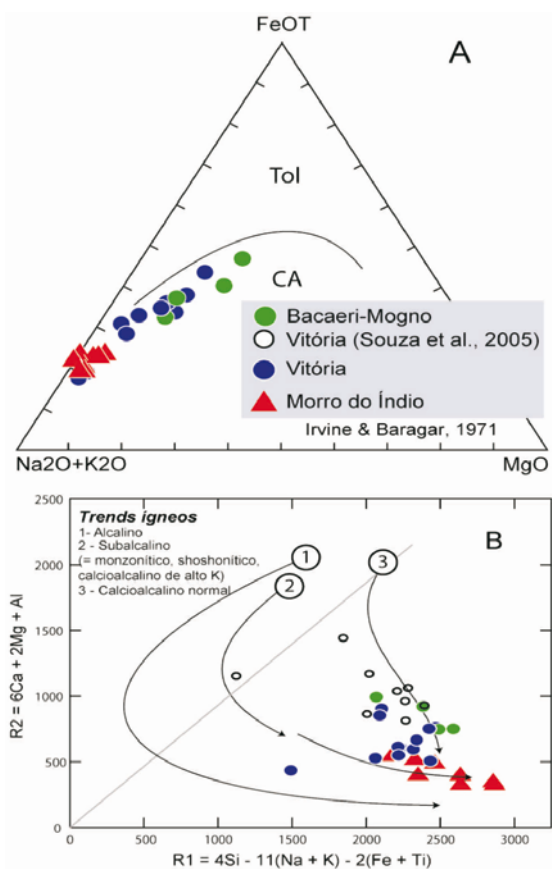 FeOT
A
Tol
CA
Bacaeri-Mogno
Vitória (Souza et al., 2005)
Vitória
Morro do Índio
Irvine & Baragar, 1971
Na2O+K2O
MgO
2500
Trends ígneos
B
1- Alcalino
2 - Subalcalino
(= monzonítico, shoshonítico,
calcioalcalino de alto K)
3 - Calcioalcalino normal
1
2
3
2000
1500
1000
500
0
R2 = 6Ca + 2Mg + Al
0 500 1000 1500 2000 2500 3000
R1 = 4Si - 11(Na + K) - 2(Fe + Ti)